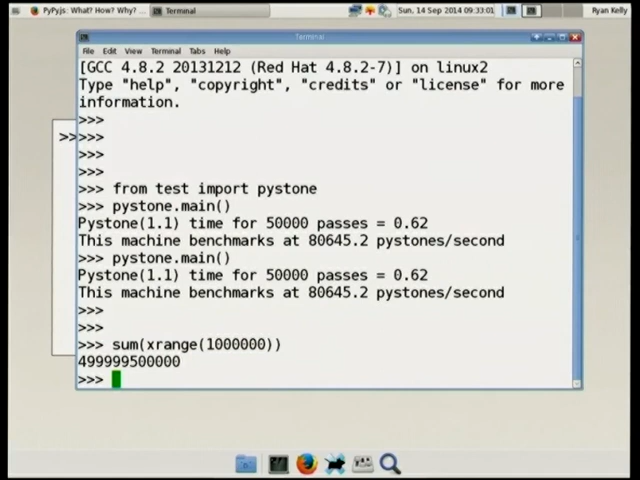 PyPy.js: What? How? Why? ...
Terminal
Sun, 14 Sep 2014 09:33:01
Ryan Kelly
Terminal
File Edit View Terminal Tabs Help
[GCC 4.8.2 20131212 (Red Hat 4.8.2-7)] on linux2
Type "help", "copyright", "credits" or "license" for more
information.
>>>
>>
>>>
>>>
>>>
>>> from test import pystone
>>> pystone.main()
Pystone(1.1) time for 50000 passes = 0.62
This machine benchmarks at 80645.2 pystones/second
>>> pystone.main()
Pystone(1.1) time for 50000 passes = 0.62
This machine benchmarks at 80645.2 pystones/second
>>>
>>>
>>> sum(xrange(1000000))
499999500000
>>>